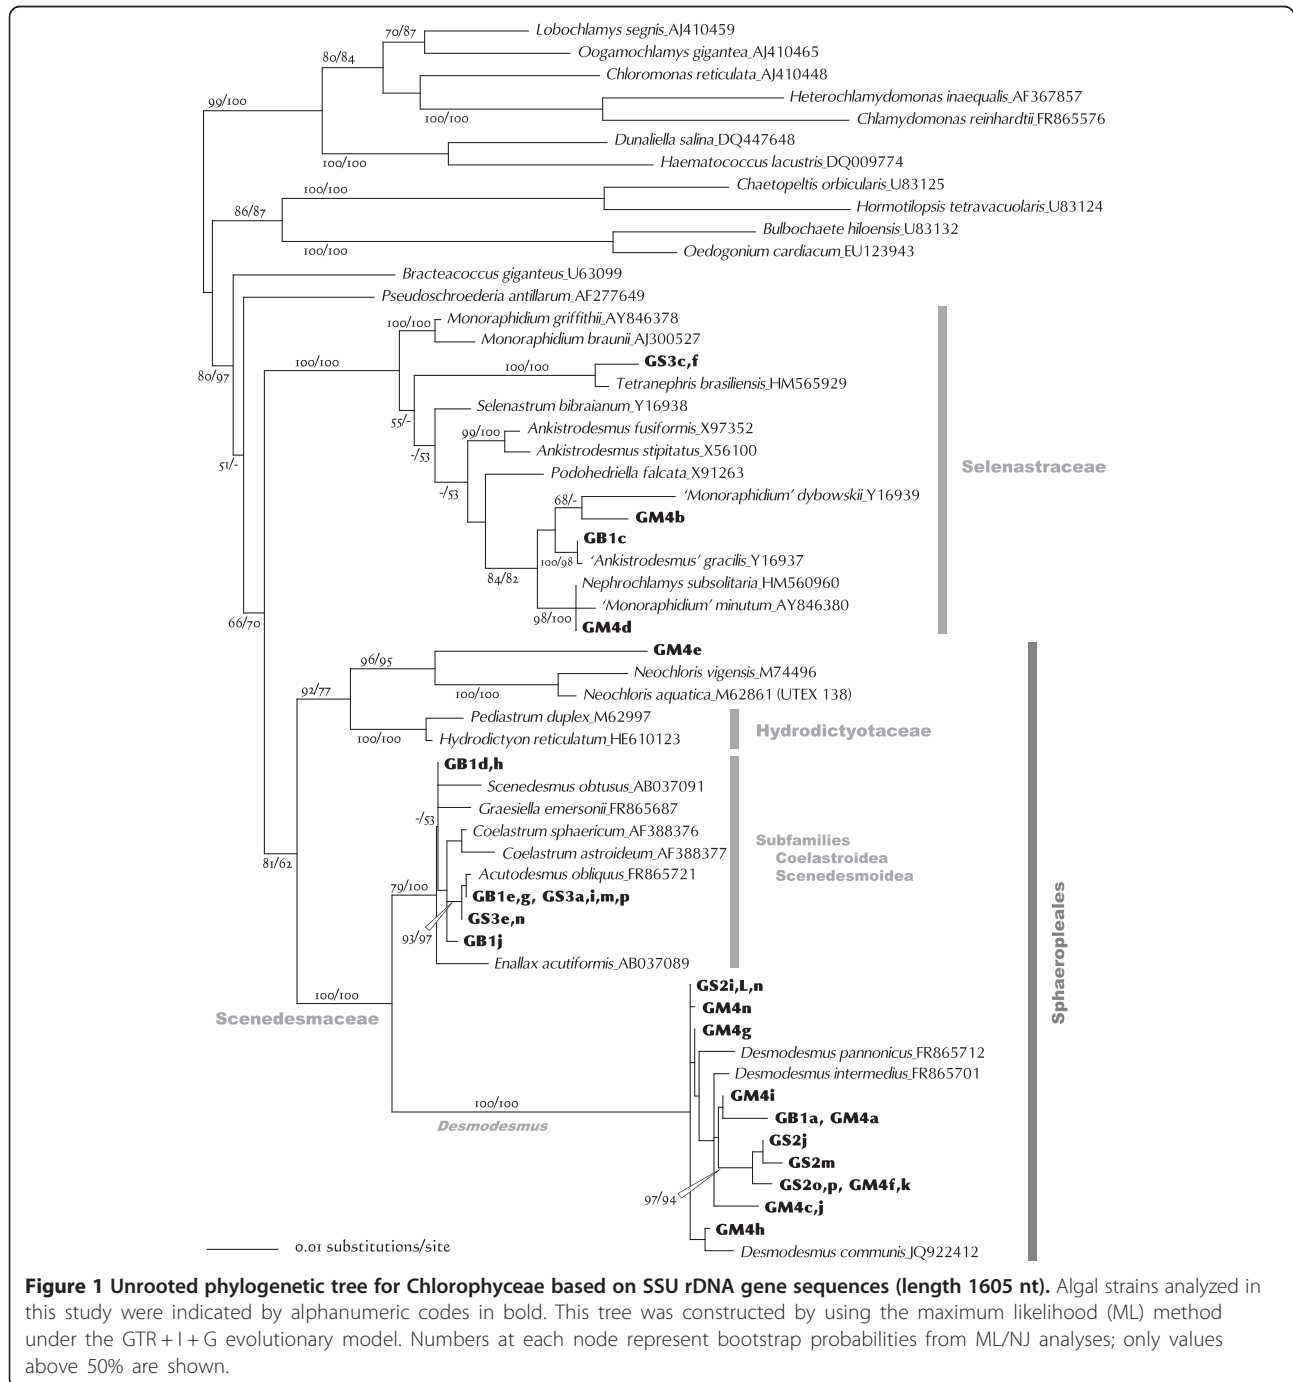 70/87
Lobochlamys segnis_AJ410459
Oogamochlamys gigantea_AJ410465
80/84
Chloromonas reticulata_AJ410448
Heterochlamydomonas inaequalis_AF367857
99/100
100/100
Chlamydomonas reinhardtii_FR865576
Dunaliella salina_DQ447648
100/100
Haematococcus lacustris_DQ009774
100/100
Chaetopeltis orbicularis_U83125
86/87
Hormotilopsis tetravacuolaris_U83124
Bulbochaete hiloensis_U83132
100/100
Oedogonium cardiacum_EU123943
Bracteacoccus giganteus_U63099
Pseudoschroederia antillarum_AF277649
100/100
Monoraphidium griffithii_AY846378
Monoraphidium braunii_AJ300527
100/100
100/100
GS3c,f
80/97
Tetranephris brasiliensis_HM565929
Selenastrum bibraianum_Y16938
55/-
99/100
Ankistrodesmus fusiformis_X97352
-/53
Ankistrodesmus stipitatus_X56100
51/-
Podohedriella falcata_X91263
Selenastraceae
-/53
68/-
'Monoraphidium' dybowskii_Y16939
GM4b
GB1c
100/98
'Ankistrodesmus' gracilis_Y16937
84/82
Nephrochlamys subsolitaria_HM560960
'Monoraphidium' minutum_AY846380
98/100
GM4d
66/70
96/95
GM4e
Neochloris vigensis_M74496
92/77
100/100
Neochloris aquatica_M62861 (UTEX 138)
Pediastrum duplex_M62997
Hydrodictyotaceae
100/100
Hydrodictyon reticulatum_HE610123
GB1d,h
Scenedesmus obtusus_AB037091
Graesiella emersonii_FR865687
-/53
Coelastrum sphaericum_AF388376
Subfamilies
Coelastroidea
Scenedesmoidea
Coelastrum astroideum_AF388377
81/62
Acutodesmus obliquus_FR865721
79/100
GB1e,g, GS3a,i,m,p
GS3e,n
93/97
GB1j
Enallax acutiformis_AB037089
Sphaeropleales
100/100
GS2i,L,n
Scenedesmaceae
GM4n
GM4g
Desmodesmus pannonicus_FR865712
Desmodesmus intermedius_FR865701
GM4i
100/100
Desmodesmus
GB1a, GM4a
GS2j
GS2m
GS2o,p, GM4f,k
97/94
GM4c,j
GM4h
0.01 substitutions/site
Desmodesmus communis_JQ922412
Figure 1 Unrooted phylogenetic tree for Chlorophyceae based on SSU rDNA gene sequences (length 1605 nt). Algal strains analyzed in
this study were indicated by alphanumeric codes in bold. This tree was constructed by using the maximum likelihood (ML) method
under the GTR + I + G evolutionary model. Numbers at each node represent bootstrap probabilities from ML/NJ analyses; only values
above 50% are shown.